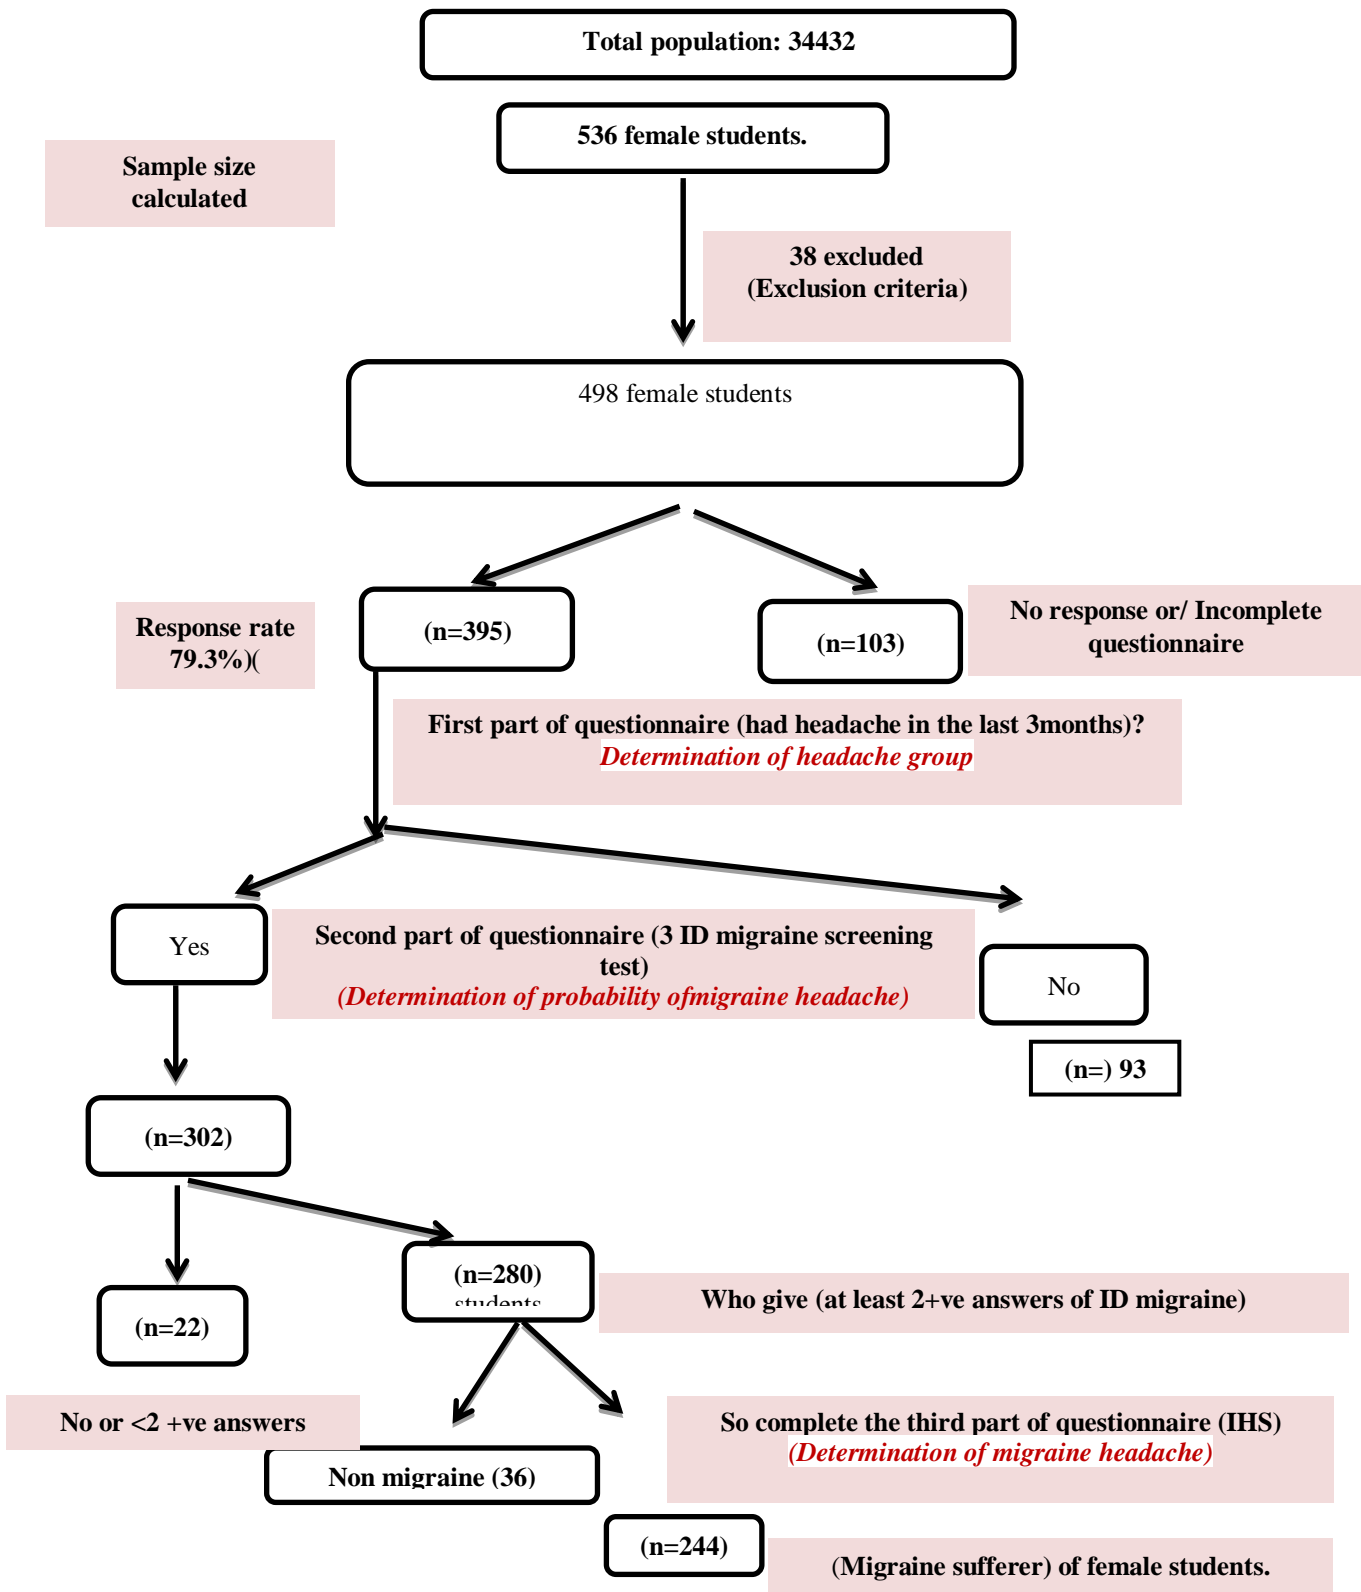 Total population: 34432
536 female students.
Sample size
calculated
38 excluded
(Exclusion criteria)
498 female students
Response rate
79.3%)(
(n=395)
(n=103)
No response or/ Incomplete
questionnaire
First part of questionnaire (had headache in the last 3months)?
Determination of headache group
Yes
Second part of questionnaire (3 ID migraine screening
test)
(Determination of probability ofmigraine headache)
No
(n=) 93
(n=302)
(n=280)
students
Who give (at least 2+ve answers of ID migraine)
(n=22)
No or <2 +ve answers
So complete the third part of questionnaire (IHS)
(Determination of migraine headache)
Non migraine (36)
(n=244)
(Migraine sufferer) of female students.